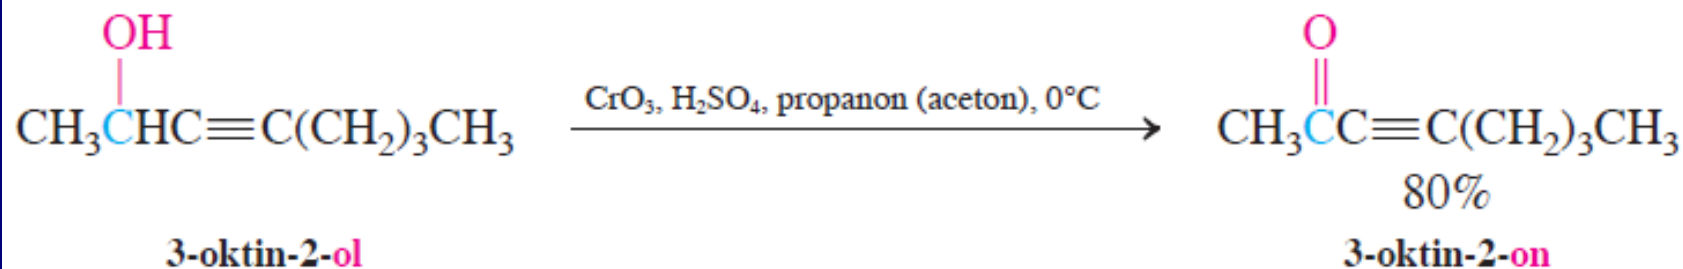 OH
O
CH₃CHC≡C(CH₂)₃CH₃
CrO₃, H₂SO₄, propanon (aceton), 0°C
CH₃CC≡C(CH₂)₃CH₃
80%
3-oktin-2-ol
3-oktin-2-on